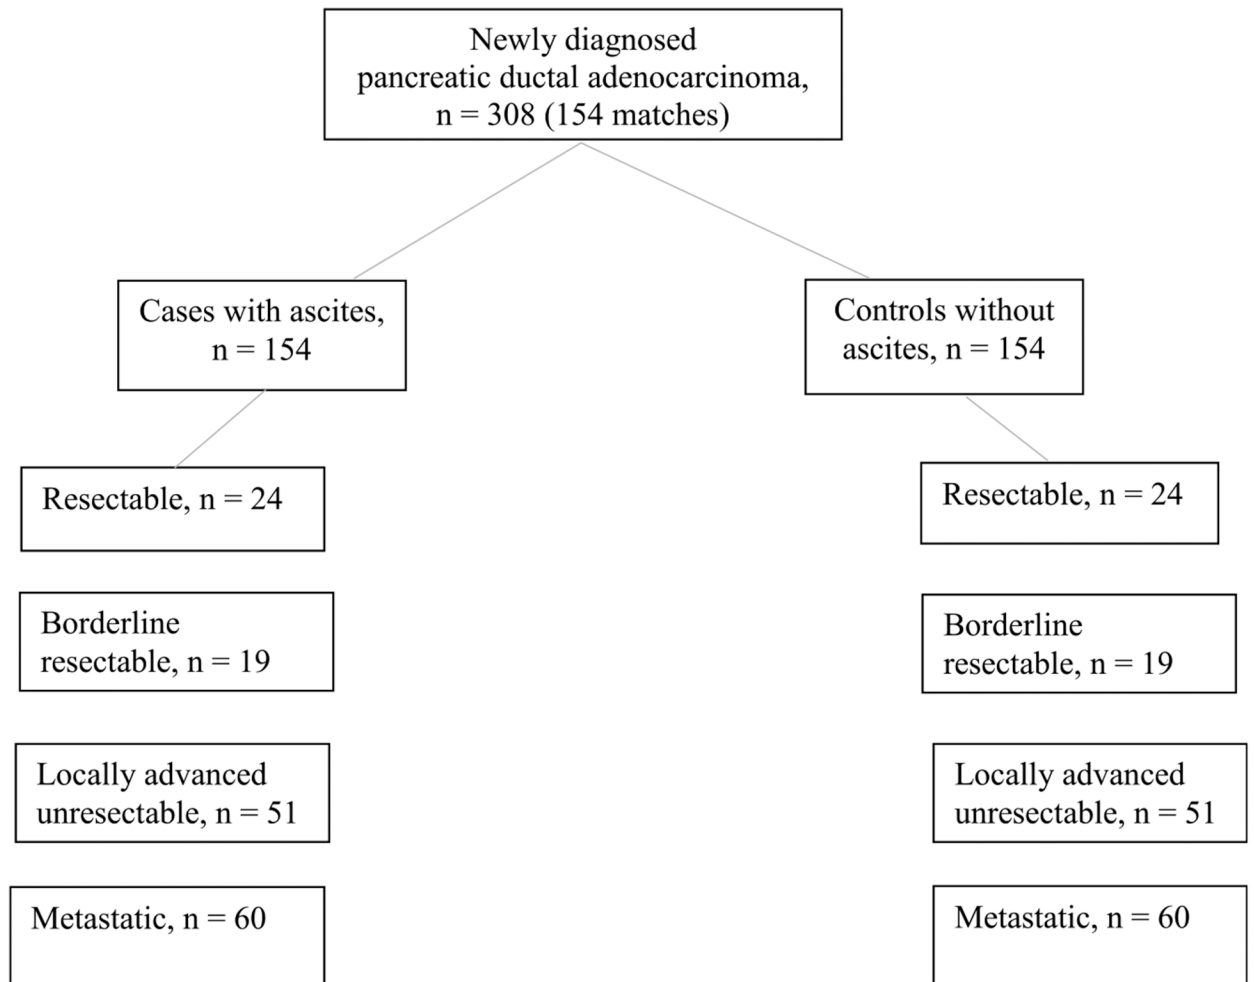 Newly diagnosed
pancreatic ductal adenocarcinoma,
n = 308 (154 matches)
Cases with ascites,
n = 154
Controls without
ascites, n = 154
Resectable, n = 24
Resectable, n = 24
Borderline
resectable, n = 19
Borderline
resectable, n = 19
Locally advanced
unresectable, n = 51
Locally advanced
unresectable, n = 51
Metastatic, n = 60
Metastatic, n = 60